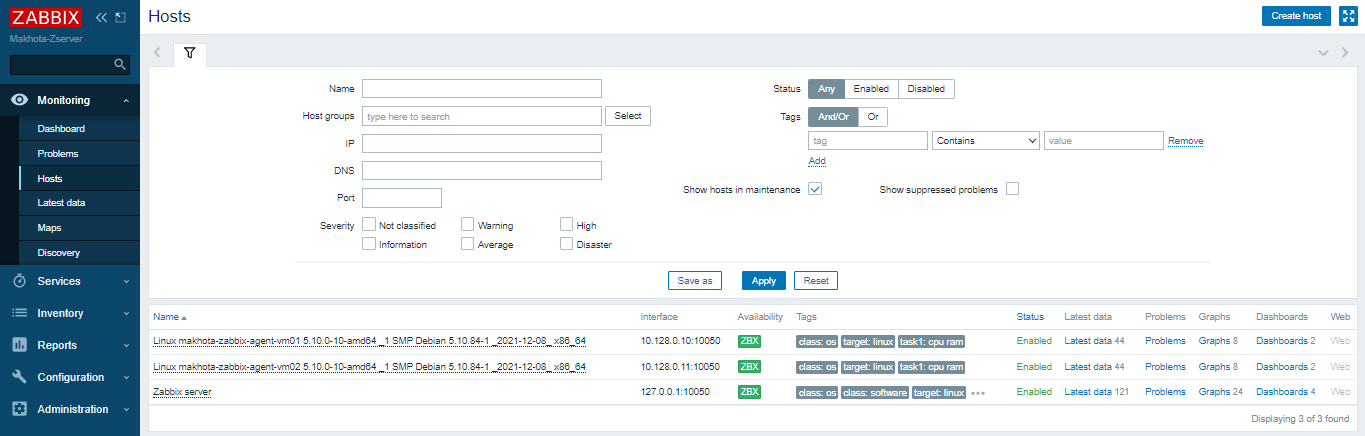 ZABBIX
Makhota-Zserver
Monitoring
Dashboard
Problems
Hosts
Latest data
Maps
Discovery
Services
Inventory
Reports
Configuration
Administration
Hosts
Create host
Name
Host groups type here to search Select
IP
DNS
Port
Severity Not classified Warning High
Information Average Disaster
Status Any Enabled Disabled
Tags And/Or Or
tag Contains value Remove
Add
Show hosts in maintenance Show suppressed problems
Save as Apply Reset
Name Interface Availability Tags Status Latest data Problems Graphs Dashboards Web
Linux makhota-zabbix-agent-vm01 5.10.0-10-amd64 _1 SMP Debian 5.10.84-1 _2021-12-08_ x86_64 10.128.0.10:10050 ZBX class: os target: linux task1: cpu ram Enabled Latest data 44 Problems Graphs 8 Dashboards 2 Web
Linux makhota-zabbix-agent-vm02 5.10.0-10-amd64 _1 SMP Debian 5.10.84-1 _2021-12-08_ x86_64 10.128.0.11:10050 ZBX class: os target: linux task1: cpu ram Enabled Latest data 44 Problems Graphs 8 Dashboards 2 Web
Zabbix server 127.0.0.1:10050 ZBX class: os class: software target: linux ••• Enabled Latest data 121 Problems Graphs 24 Dashboards 4 Web
Displaying 3 of 3 found